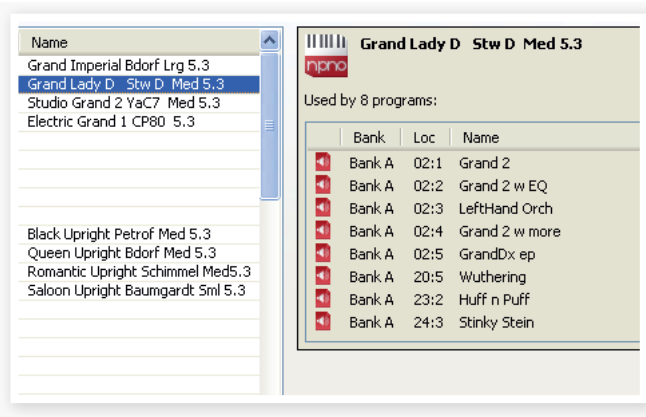 Name
Grand Imperial Bdorf Lrg 5.3
Grand Lady D Stw D Med 5.3
Studio Grand 2 YaC7 Med 5.3
Electric Grand 1 CP80 5.3
Black Upright Petrof Med 5.3
Queen Upright Bdorf Med 5.3
Romantic Upright Schimmel Med5.3
Saloon Upright Baumgardt Sml 5.3
npno
Grand Lady D Stw D Med 5.3
Used by 8 programs:
Bank Loc Name
Bank A 02:1 Grand 2
Bank A 02:2 Grand 2 w EQ
Bank A 02:3 LeftHand Orch
Bank A 02:4 Grand 2 w more
Bank A 02:5 GrandDx ep
Bank A 20:5 Wuthering
Bank A 23:2 Huff n Puff
Bank A 24:3 Stinky Stein